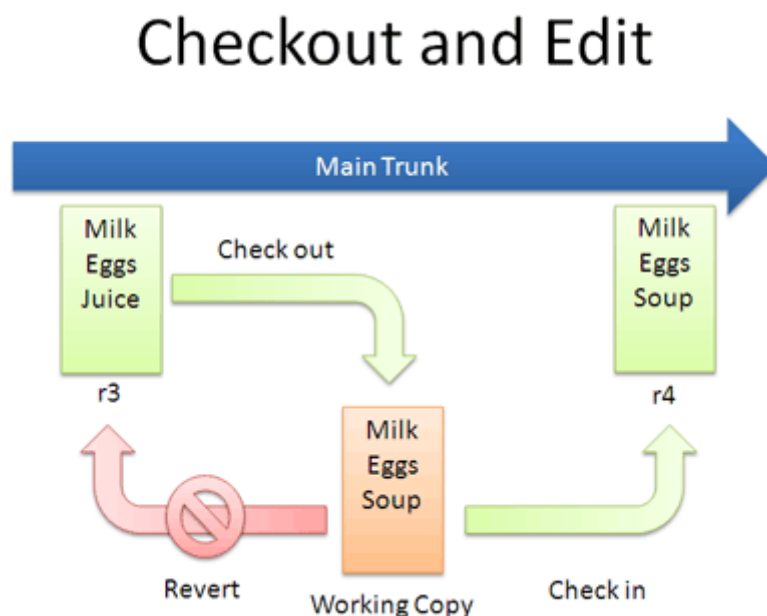 Checkout and Edit
Main Trunk
Milk
Eggs
Juice
r3
Check out
Milk
Eggs
Soup
r4
Milk
Eggs
Soup
Working Copy
Revert
Check in